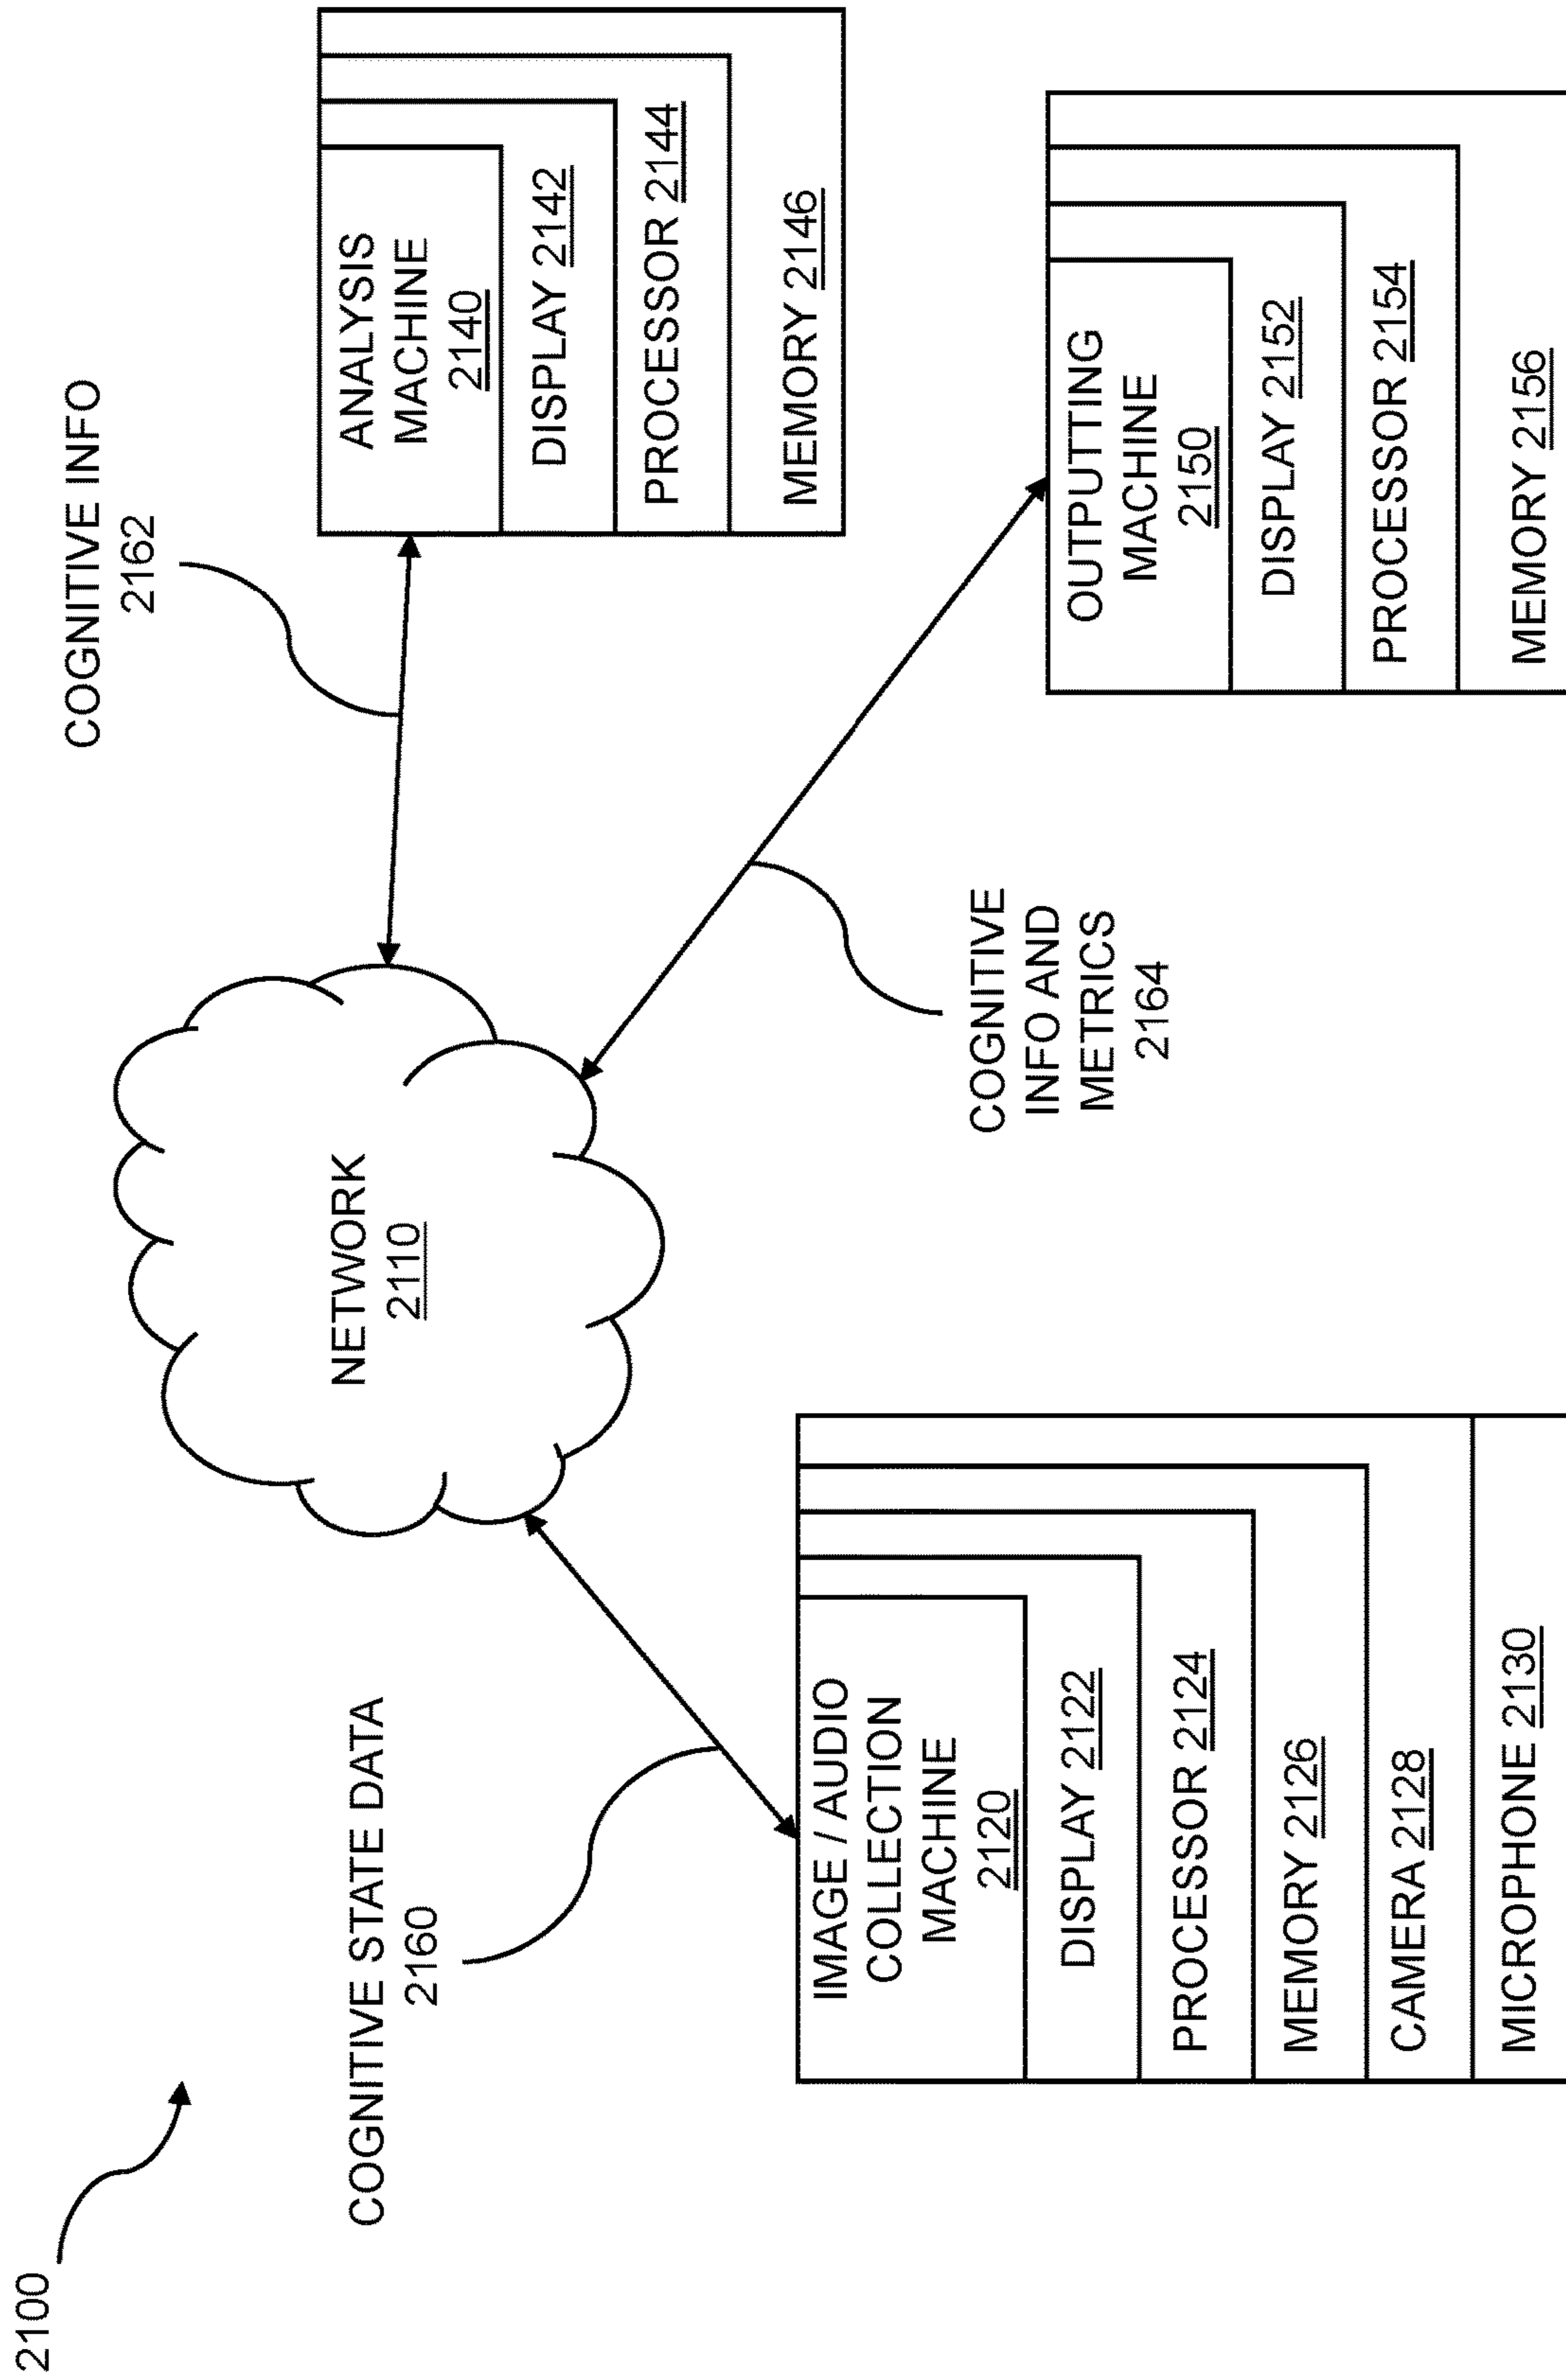 2100
COGNITIVE STATE DATA
2160
NETWORK
2110
COGNITIVE INFO
2162
ANALYSIS
MACHINE
2140
DISPLAY 2142
PROCESSOR 2144
MEMORY 2146
IMAGE / AUDIO
COLLECTION
MACHINE
2120
DISPLAY 2122
PROCESSOR 2124
MEMORY 2126
CAMERA 2128
MICROPHONE 2130
COGNITIVE
INFO AND
METRICS
2164
OUTPUTTING
MACHINE
2150
DISPLAY 2152
PROCESSOR 2154
MEMORY 2156